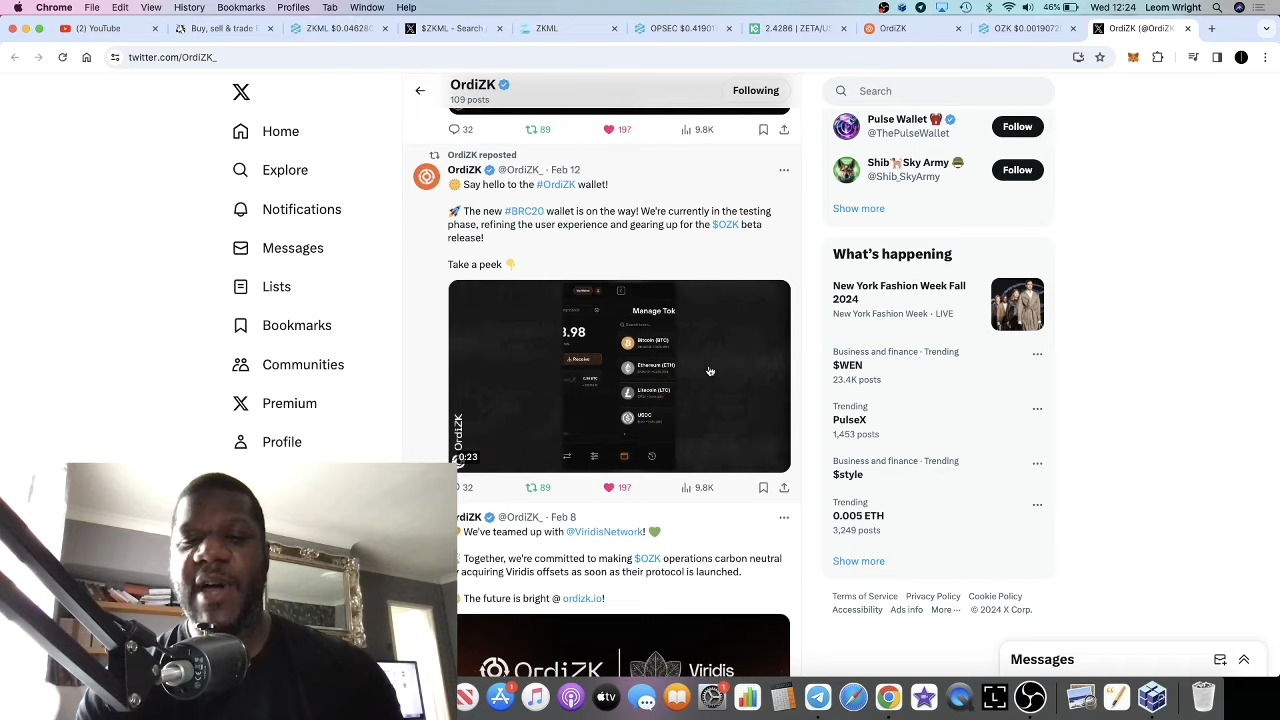 Chrome File Edit View History Bookmarks Profiles Tab Window Help
46% Wed 12:24 Leom Wright
(2) YouTube
Buy, sell & trade E
ZKML $0.04628
$ZKML - Search
ZKML
OPSEC $0.4190
2.4286 | ZETA/US
OrdiZK
OZK $0.0019072
OrdiZK (@OrdiZK
twitter.com/OrdiZK_
OrdiZK
109 posts
Following
Search
32 89 197 9.8K
Home
Explore
Notifications
Messages
Lists
Bookmarks
Communities
Premium
Profile
OrdiZK reposted
OrdiZK @OrdiZK_ · Feb 12
Say hello to the #OrdiZK wallet!
🚀 The new #BRC20 wallet is on the way! We're currently in the testing
phase, refining the user experience and gearing up for the $OZK beta
release!
Take a peek 👇
3.98
Receive
Manage Tok
Bitcoin (BTC)
Ethereum (ETH)
Litecoin (LTC)
USDC
OrdiZK
0:23
32 89 197 9.8K
@OrdiZK_ · Feb 8
We've teamed up with @ViridisNetwork! 💚
Together, we're committed to making $OZK operations carbon neutral
acquiring Viridis offsets as soon as their protocol is launched.
The future is bright @ ordizk.io!
OrdiZK | Viridis
Pulse Wallet
@ThePulseWallet
Follow
Shib Sky Army
@Shib_SkyArmy
Follow
Show more
What's happening
New York Fashion Week Fall
2024
New York Fashion Week · LIVE
Business and finance · Trending
$WEN
23.4K posts
Trending
PulseX
1,453 posts
Business and finance · Trending
$style
Trending
0.005 ETH
3,249 posts
Show more
Terms of Service Privacy Policy Cookie Policy
Accessibility Ads info More ··· © 2024 X Corp.
Messages